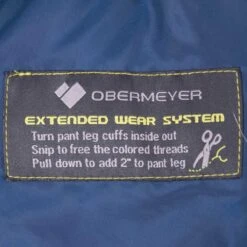 OBERMEYER
EXTENDED WEAR SYSTEM
Turn pant leg cuffs inside out
Snip to free the colored threads
Pull down to add 2" to pant leg